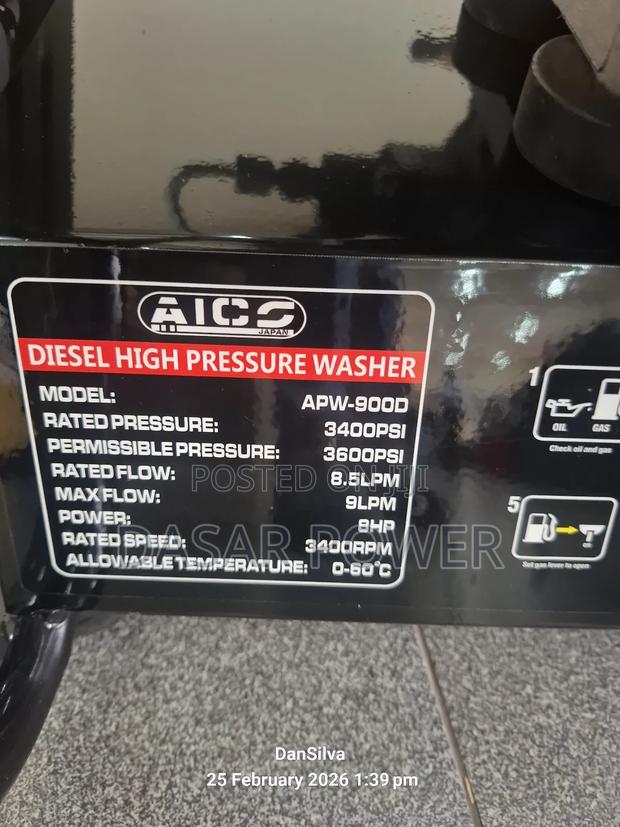 AICO
JAPAN
DIESEL HIGH PRESSURE WASHER
MODEL: APW-900D
RATED PRESSURE: 3400PSI
PERMISSIBLE PRESSURE: 3600PSI
RATED FLOW: 8.5LPM
MAX FLOW: 9LPM
POWER: 8HP
RATED SPEED: 3400RPM
ALLOWABLE TEMPERATURE: 0-60°C
1
OIL GAS
Check oil and gas
5
Set gas lever to open
POSTED ON JIJI
DASAR POWER
DanSilva
25 February 2026 1:39 pm